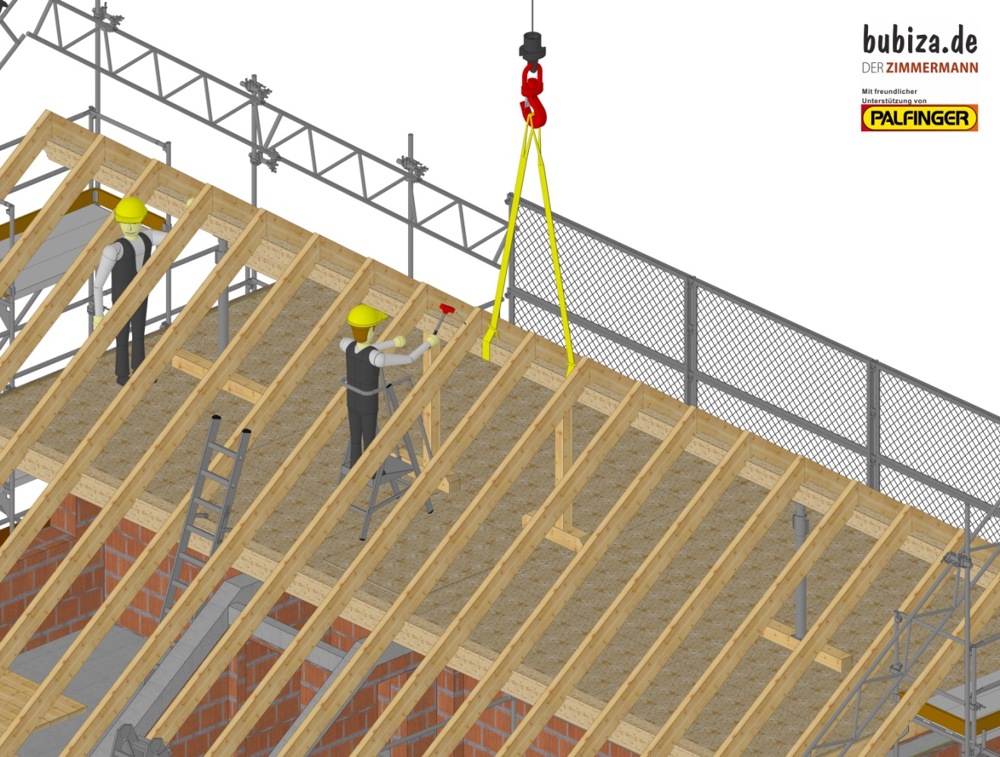 bubiza.de
DER ZIMMERMANN
Mit freundlicher
Unterstützung von
PALFINGER